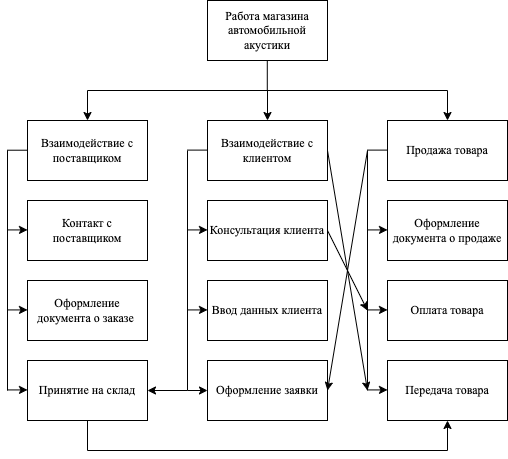 Работа магазина
автомобильной
акустики
Взаимодействие с
поставщиком
Взаимодействие с
клиентом
Продажа товара
Контакт с
поставщиком
Консультация клиента
Оформление
документа о продаже
Оформление
документа о заказе
Ввод данных клиента
Оплата товара
Принятие на склад
Оформление заявки
Передача товара